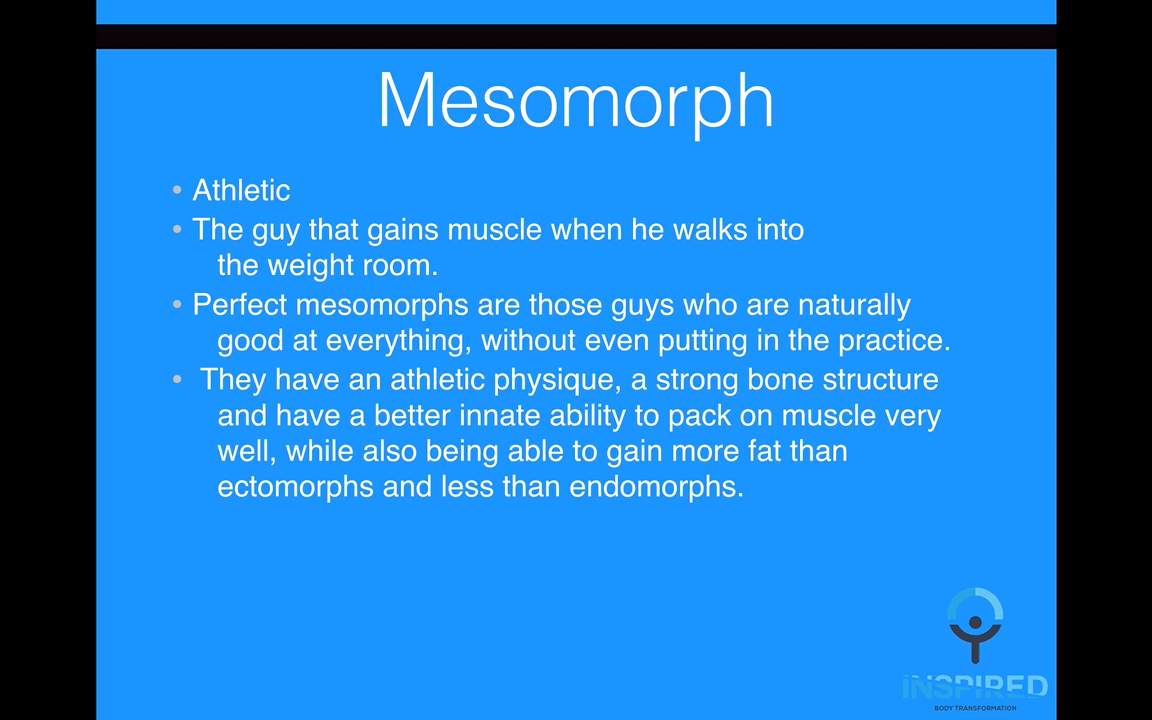 Mesomorph
• Athletic
• The guy that gains muscle when he walks into
the weight room.
• Perfect mesomorphs are those guys who are naturally
good at everything, without even putting in the practice.
• They have an athletic physique, a strong bone structure
and have a better innate ability to pack on muscle very
well, while also being able to gain more fat than
ectomorphs and less than endomorphs.
INSPIRED
BODY TRANSFORMATION